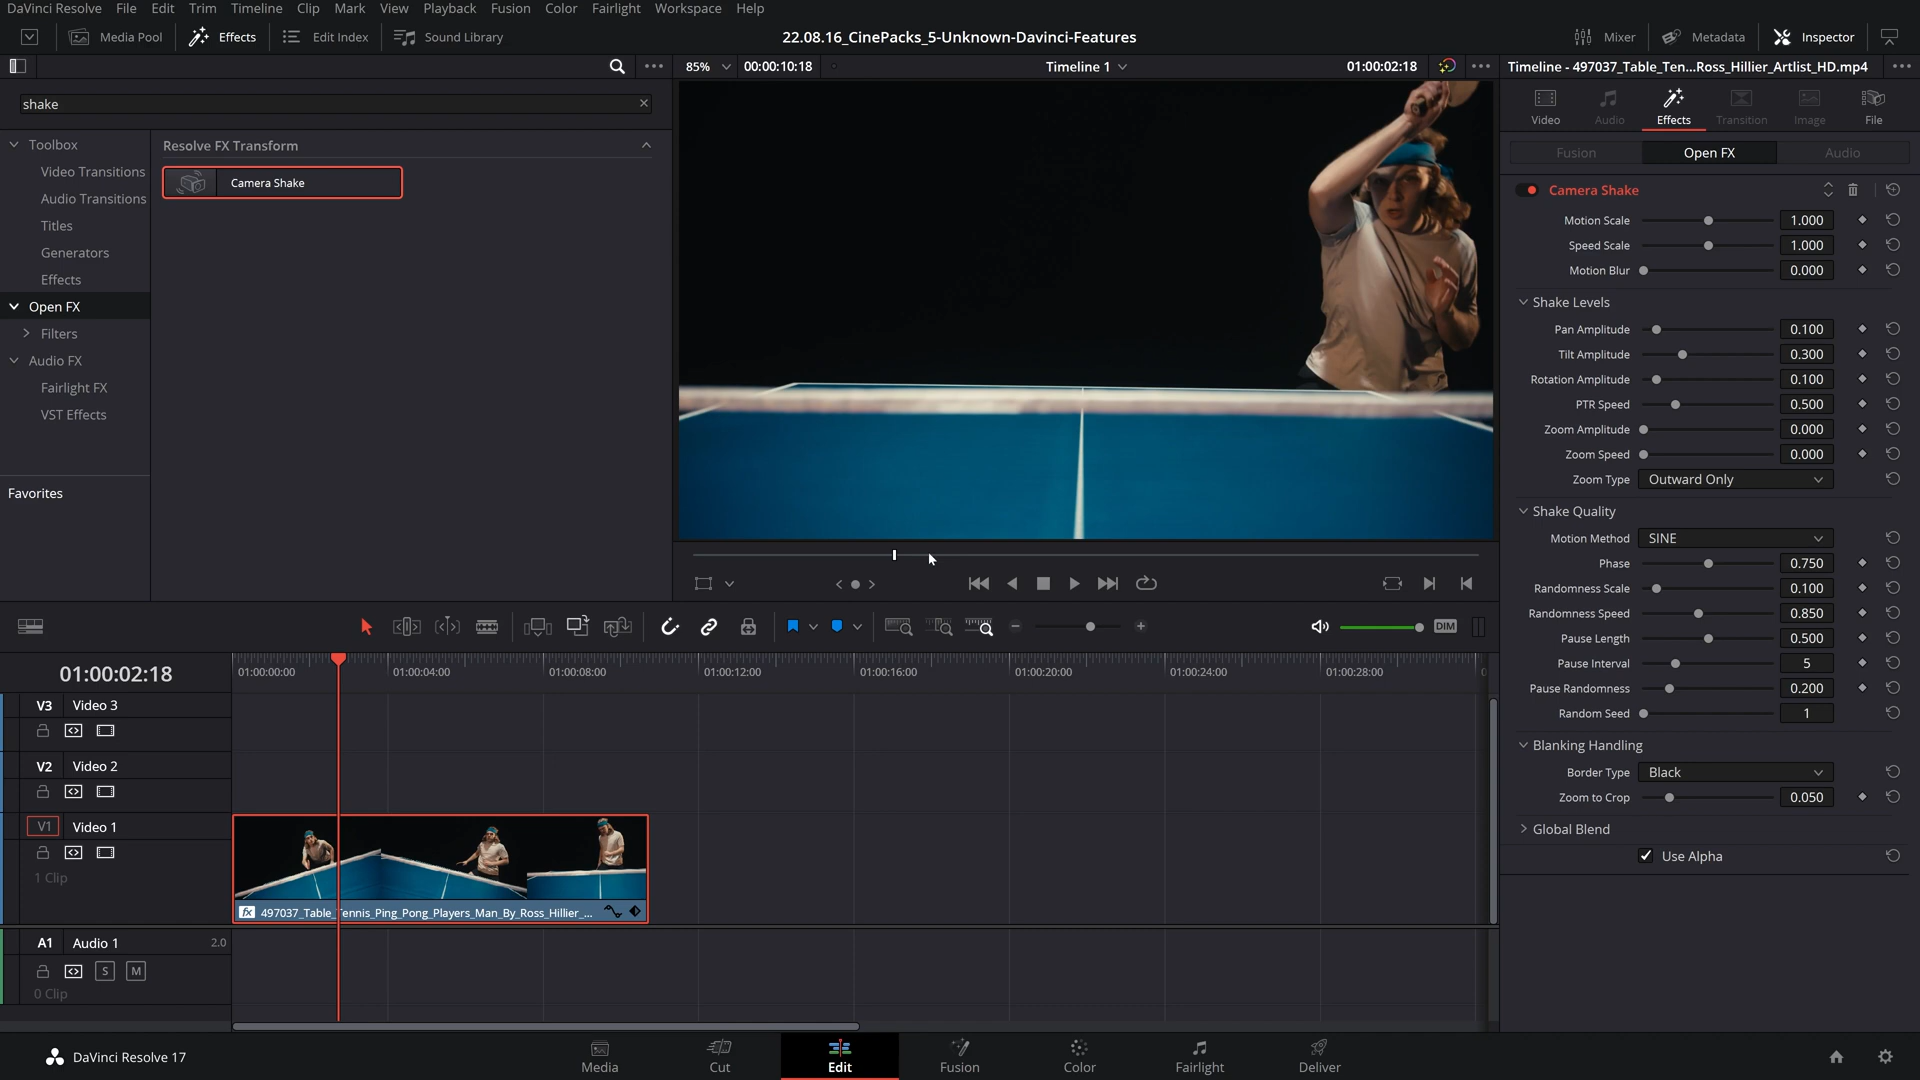 DaVinci Resolve File Edit Trim Timeline Clip Mark View Playback Fusion Color Fairlight Workspace Help
Media Pool Effects Edit Index Sound Library 22.08.16_CinePacks_5-Unknown-Davinci-Features Mixer Metadata Inspector
85% 00:00:10:18 Timeline 1 01:00:02:18 Timeline - 497037_Table_Ten...Ross_Hillier_Artlist_HD.mp4
shake
Toolbox
Video Transitions
Audio Transitions
Titles
Generators
Effects
Open FX
Filters
Audio FX
Fairlight FX
VST Effects
Favorites
Resolve FX Transform
Camera Shake
Video Audio Effects Transition Image File
Fusion Open FX Audio
Camera Shake
Motion Scale 1.000
Speed Scale 1.000
Motion Blur 0.000
Shake Levels
Pan Amplitude 0.100
Tilt Amplitude 0.300
Rotation Amplitude 0.100
PTR Speed 0.500
Zoom Amplitude 0.000
Zoom Speed 0.000
Zoom Type Outward Only
Shake Quality
Motion Method SINE
Phase 0.750
Randomness Scale 0.100
Randomness Speed 0.850
Pause Length 0.500
Pause Interval 5
Pause Randomness 0.200
Random Seed 1
Blanking Handling
Border Type Black
Zoom to Crop 0.050
Global Blend
Use Alpha
DIM
01:00:02:18 01:00:00:00 01:00:04:00 01:00:08:00 01:00:12:00 01:00:16:00 01:00:20:00 01:00:24:00 01:00:28:00
V3 Video 3
V2 Video 2
V1 Video 1
1 Clip
fx 497037_Table_Tennis_Ping_Pong_Players_Man_By_Ross_Hillier_...
A1 Audio 1 2.0
S M
0 Clip
DaVinci Resolve 17 Media Cut Edit Fusion Color Fairlight Deliver